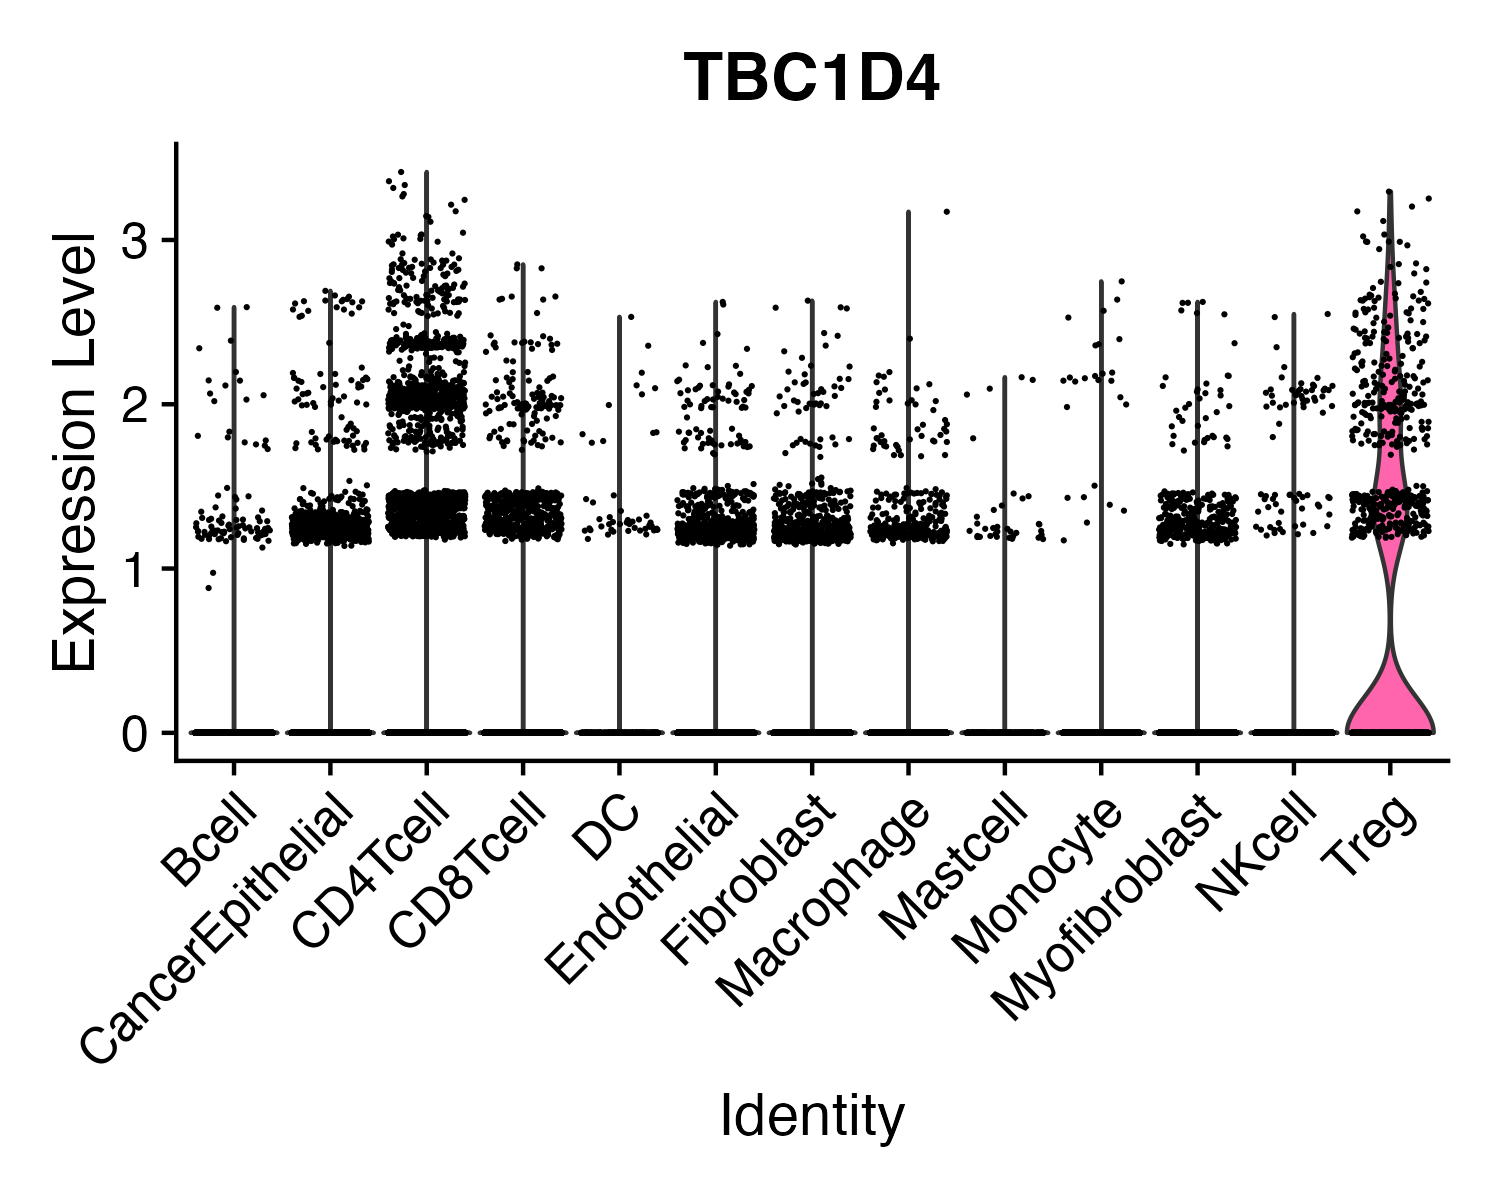 TBC1D4
Expression Level
3
2
1
0
Bcell
CancerEpithelial
CD4Tcell
CD8Tcell
DC
Endothelial
Fibroblast
Macrophage
Mastcell
Monocyte
Myofibroblast
NKcell
Treg
Identity